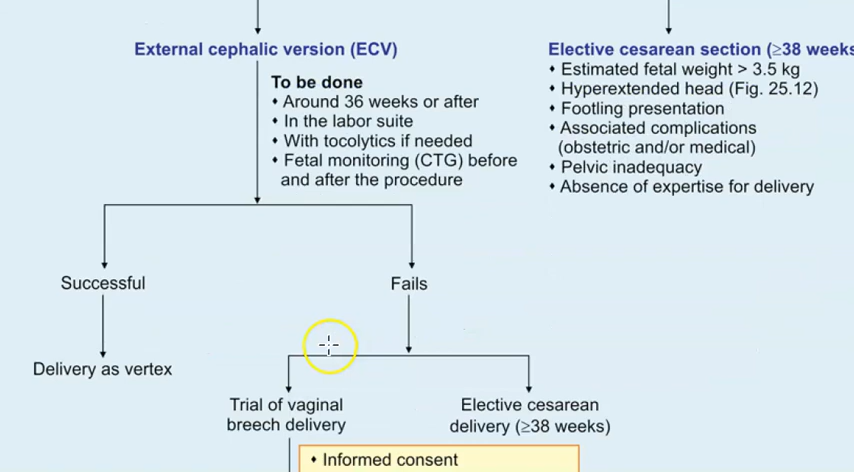 External cephalic version (ECV)
To be done
⬧ Around 36 weeks or after
⬧ In the labor suite
⬧ With tocolytics if needed
⬧ Fetal monitoring (CTG) before
and after the procedure
Elective cesarean section (≥38 weeks
⬧ Estimated fetal weight > 3.5 kg
⬧ Hyperextended head (Fig. 25.12)
⬧ Footling presentation
⬧ Associated complications
(obstetric and/or medical)
⬧ Pelvic inadequacy
⬧ Absence of expertise for delivery
Successful
Fails
Delivery as vertex
Trial of vaginal
breech delivery
Elective cesarean
delivery (≥38 weeks)
⬧ Informed consent